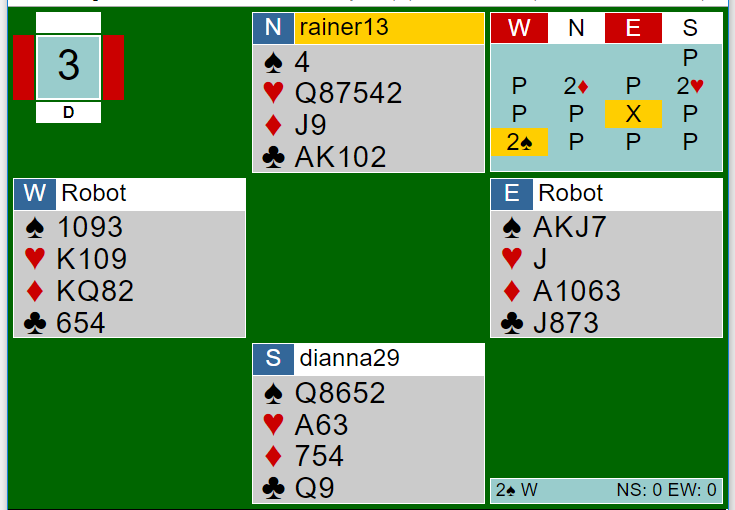 3
D
N rainer13
♠ 4
♥ Q87542
♦ J9
♣ AK102
W N E S
P
P 2♦ P 2♥
P P X P
2♠ P P P
W Robot
♠ 1093
♥ K109
♦ KQ82
♣ 654
E Robot
♠ AKJ7
♥ J
♦ A1063
♣ J873
S dianna29
♠ Q8652
♥ A63
♦ 754
♣ Q9
2♠ W NS: 0 EW: 0